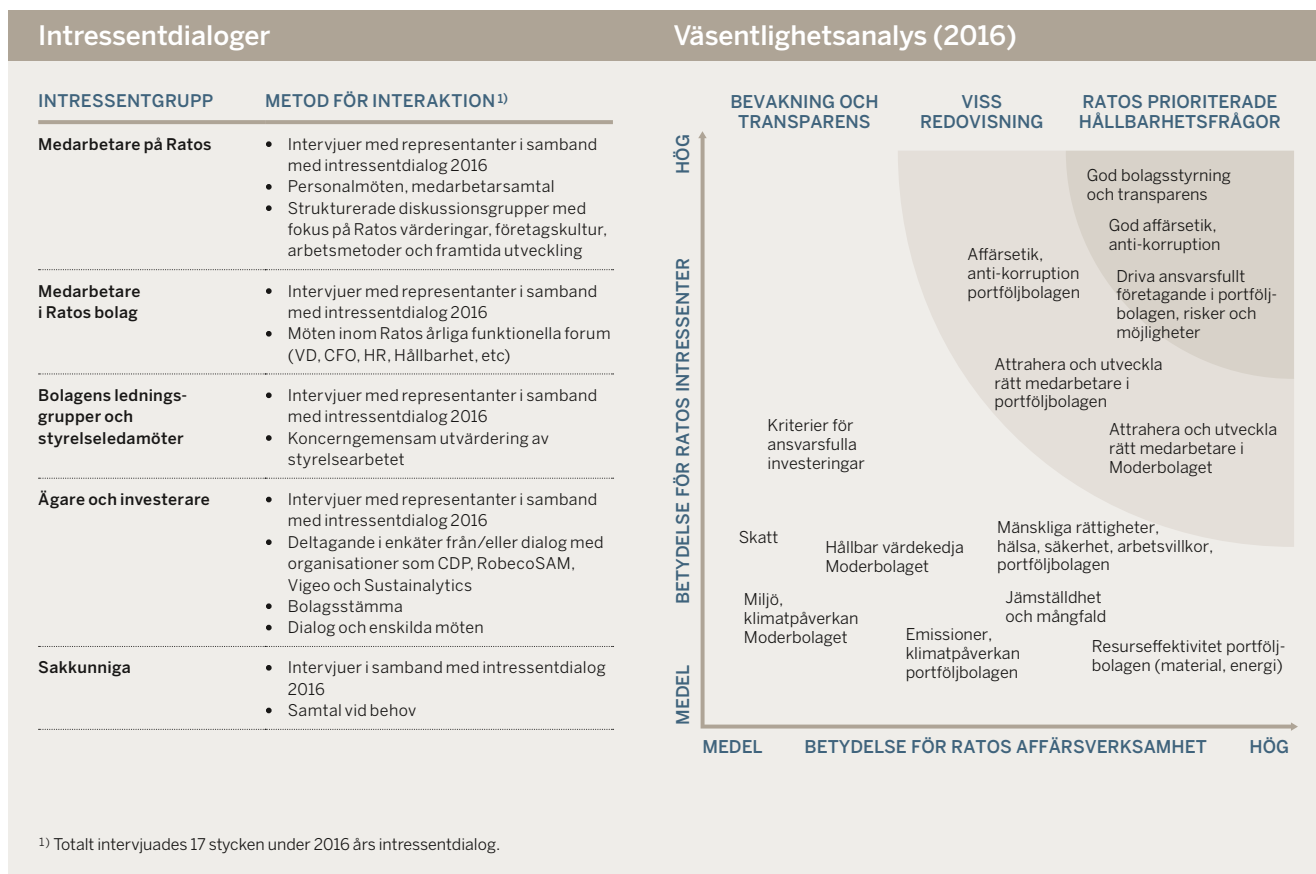 Intressentdialoger
INTRESSENTGRUPP
METOD FÖR INTERAKTION 1)
Medarbetare på Ratos
• Intervjuer med representanter i samband
med intressentdialog 2016
• Personalmöten, medarbetarsamtal
• Strukturerade diskussionsgrupper med
fokus på Ratos värderingar, företagskultur,
arbetsmetoder och framtida utveckling
Medarbetare
i Ratos bolag
• Intervjuer med representanter i samband
med intressentdialog 2016
• Möten inom Ratos årliga funktionella forum
(VD, CFO, HR, Hållbarhet, etc)
Bolagens lednings-
grupper och
styrelseledamöter
• Intervjuer med representanter i samband
med intressentdialog 2016
• Koncerngemensam utvärdering av
styrelsearbetet
Ägare och investerare
• Intervjuer med representanter i samband
med intressentdialog 2016
• Deltagande i enkäter från/eller dialog med
organisationer som CDP, RobecoSAM,
Vigeo och Sustainalytics
• Bolagsstämma
• Dialog och enskilda möten
Sakkunniga
• Intervjuer i samband med intressentdialog
2016
• Samtal vid behov
1) Totalt intervjuades 17 stycken under 2016 års intressentdialog.
Väsentlighetsanalys (2016)
BEVAKNING OCH
TRANSPARENS
VISS
REDOVISNING
RATOS PRIORITERADE
HÅLLBARHETSFRÅGOR
HÖG
BETYDELSE FÖR RATOS INTRESSENTER
MEDEL
God bolagsstyrning
och transparens
God affärsetik,
anti-korruption
Affärsetik,
anti-korruption
portföljbolagen
Driva ansvarsfullt
företagande i portfölj-
bolagen, risker och
möjligheter
Attrahera och utveckla
rätt medarbetare i
portföljbolagen
Kriterier för
ansvarsfulla
investeringar
Attrahera och utveckla
rätt medarbetare i
Moderbolaget
Skatt
Hållbar värdekedja
Moderbolaget
Mänskliga rättigheter,
hälsa, säkerhet, arbetsvillkor,
portföljbolagen
Miljö,
klimatpåverkan
Moderbolaget
Jämställdhet
och mångfald
Emissioner,
klimatpåverkan
portföljbolagen
Resurseffektivitet portfölj-
bolagen (material, energi)
MEDEL
BETYDELSE FÖR RATOS AFFÄRSVERKSAMHET
HÖG